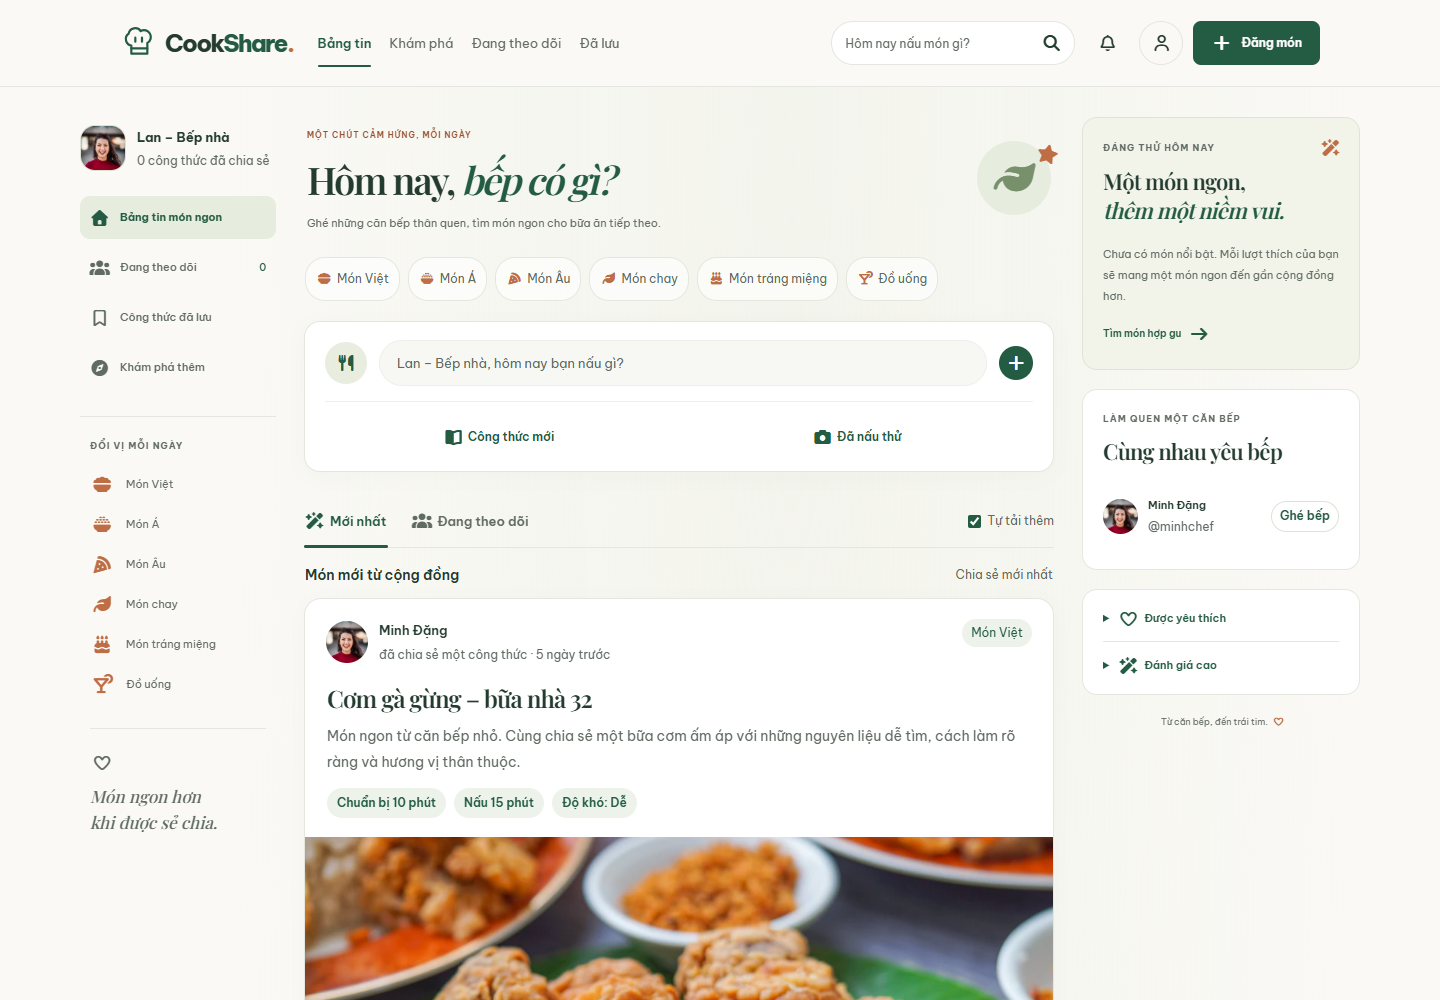 CookShare.
Bảng tin
Khám phá
Đang theo dõi
Đã lưu
Hôm nay nấu món gì?
Đăng món
Lan – Bếp nhà
0 công thức đã chia sẻ
Bảng tin món ngon
Đang theo dõi
0
Công thức đã lưu
Khám phá thêm
ĐỔI VỊ MỖI NGÀY
Món Việt
Món Á
Món Âu
Món chay
Món tráng miệng
Đồ uống
Món ngon hơn
khi được sẻ chia.
MỘT CHÚT CẢM HỨNG, MỖI NGÀY
Hôm nay, bếp có gì?
Ghé những căn bếp thân quen, tìm món ngon cho bữa ăn tiếp theo.
Món Việt
Món Á
Món Âu
Món chay
Món tráng miệng
Đồ uống
Lan – Bếp nhà, hôm nay bạn nấu gì?
Công thức mới
Đã nấu thử
Mới nhất
Đang theo dõi
Tự tải thêm
Món mới từ cộng đồng
Chia sẻ mới nhất
Minh Đặng
đã chia sẻ một công thức · 5 ngày trước
Món Việt
Cơm gà gừng – bữa nhà 32
Món ngon từ căn bếp nhỏ. Cùng chia sẻ một bữa cơm ấm áp với những nguyên liệu dễ tìm, cách làm rõ
ràng và hương vị thân thuộc.
Chuẩn bị 10 phút
Nấu 15 phút
Độ khó: Dễ
ĐÁNG THỬ HÔM NAY
Một món ngon,
thêm một niềm vui.
Chưa có món nổi bật. Mỗi lượt thích của bạn
sẽ mang một món ngon đến gần cộng đồng
hơn.
Tìm món hợp gu
LÀM QUEN MỘT CĂN BẾP
Cùng nhau yêu bếp
Minh Đặng
@minhchef
Ghé bếp
Được yêu thích
Đánh giá cao
Từ căn bếp, đến trái tim.